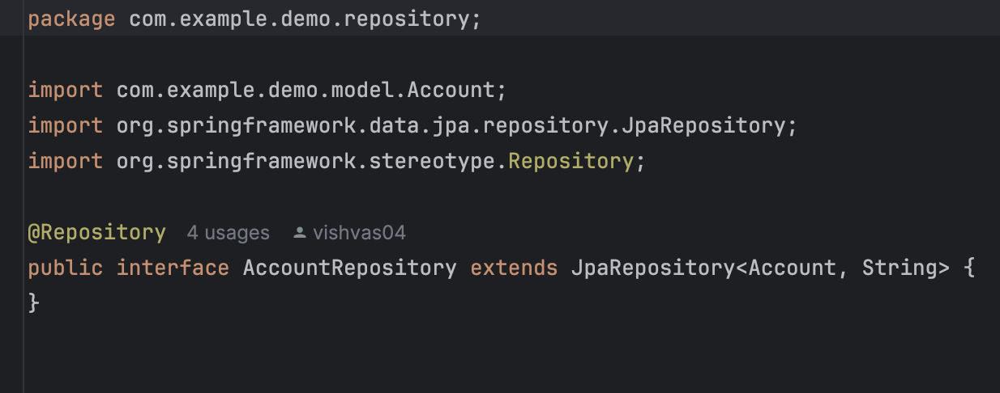 package com.example.demo.repository;
import com.example.demo.model.Account;
import org.springframework.data.jpa.repository.JpaRepository;
import org.springframework.stereotype.Repository;
@Repository 4 usages vishvas04
public interface AccountRepository extends JpaRepository<Account, String> {
}